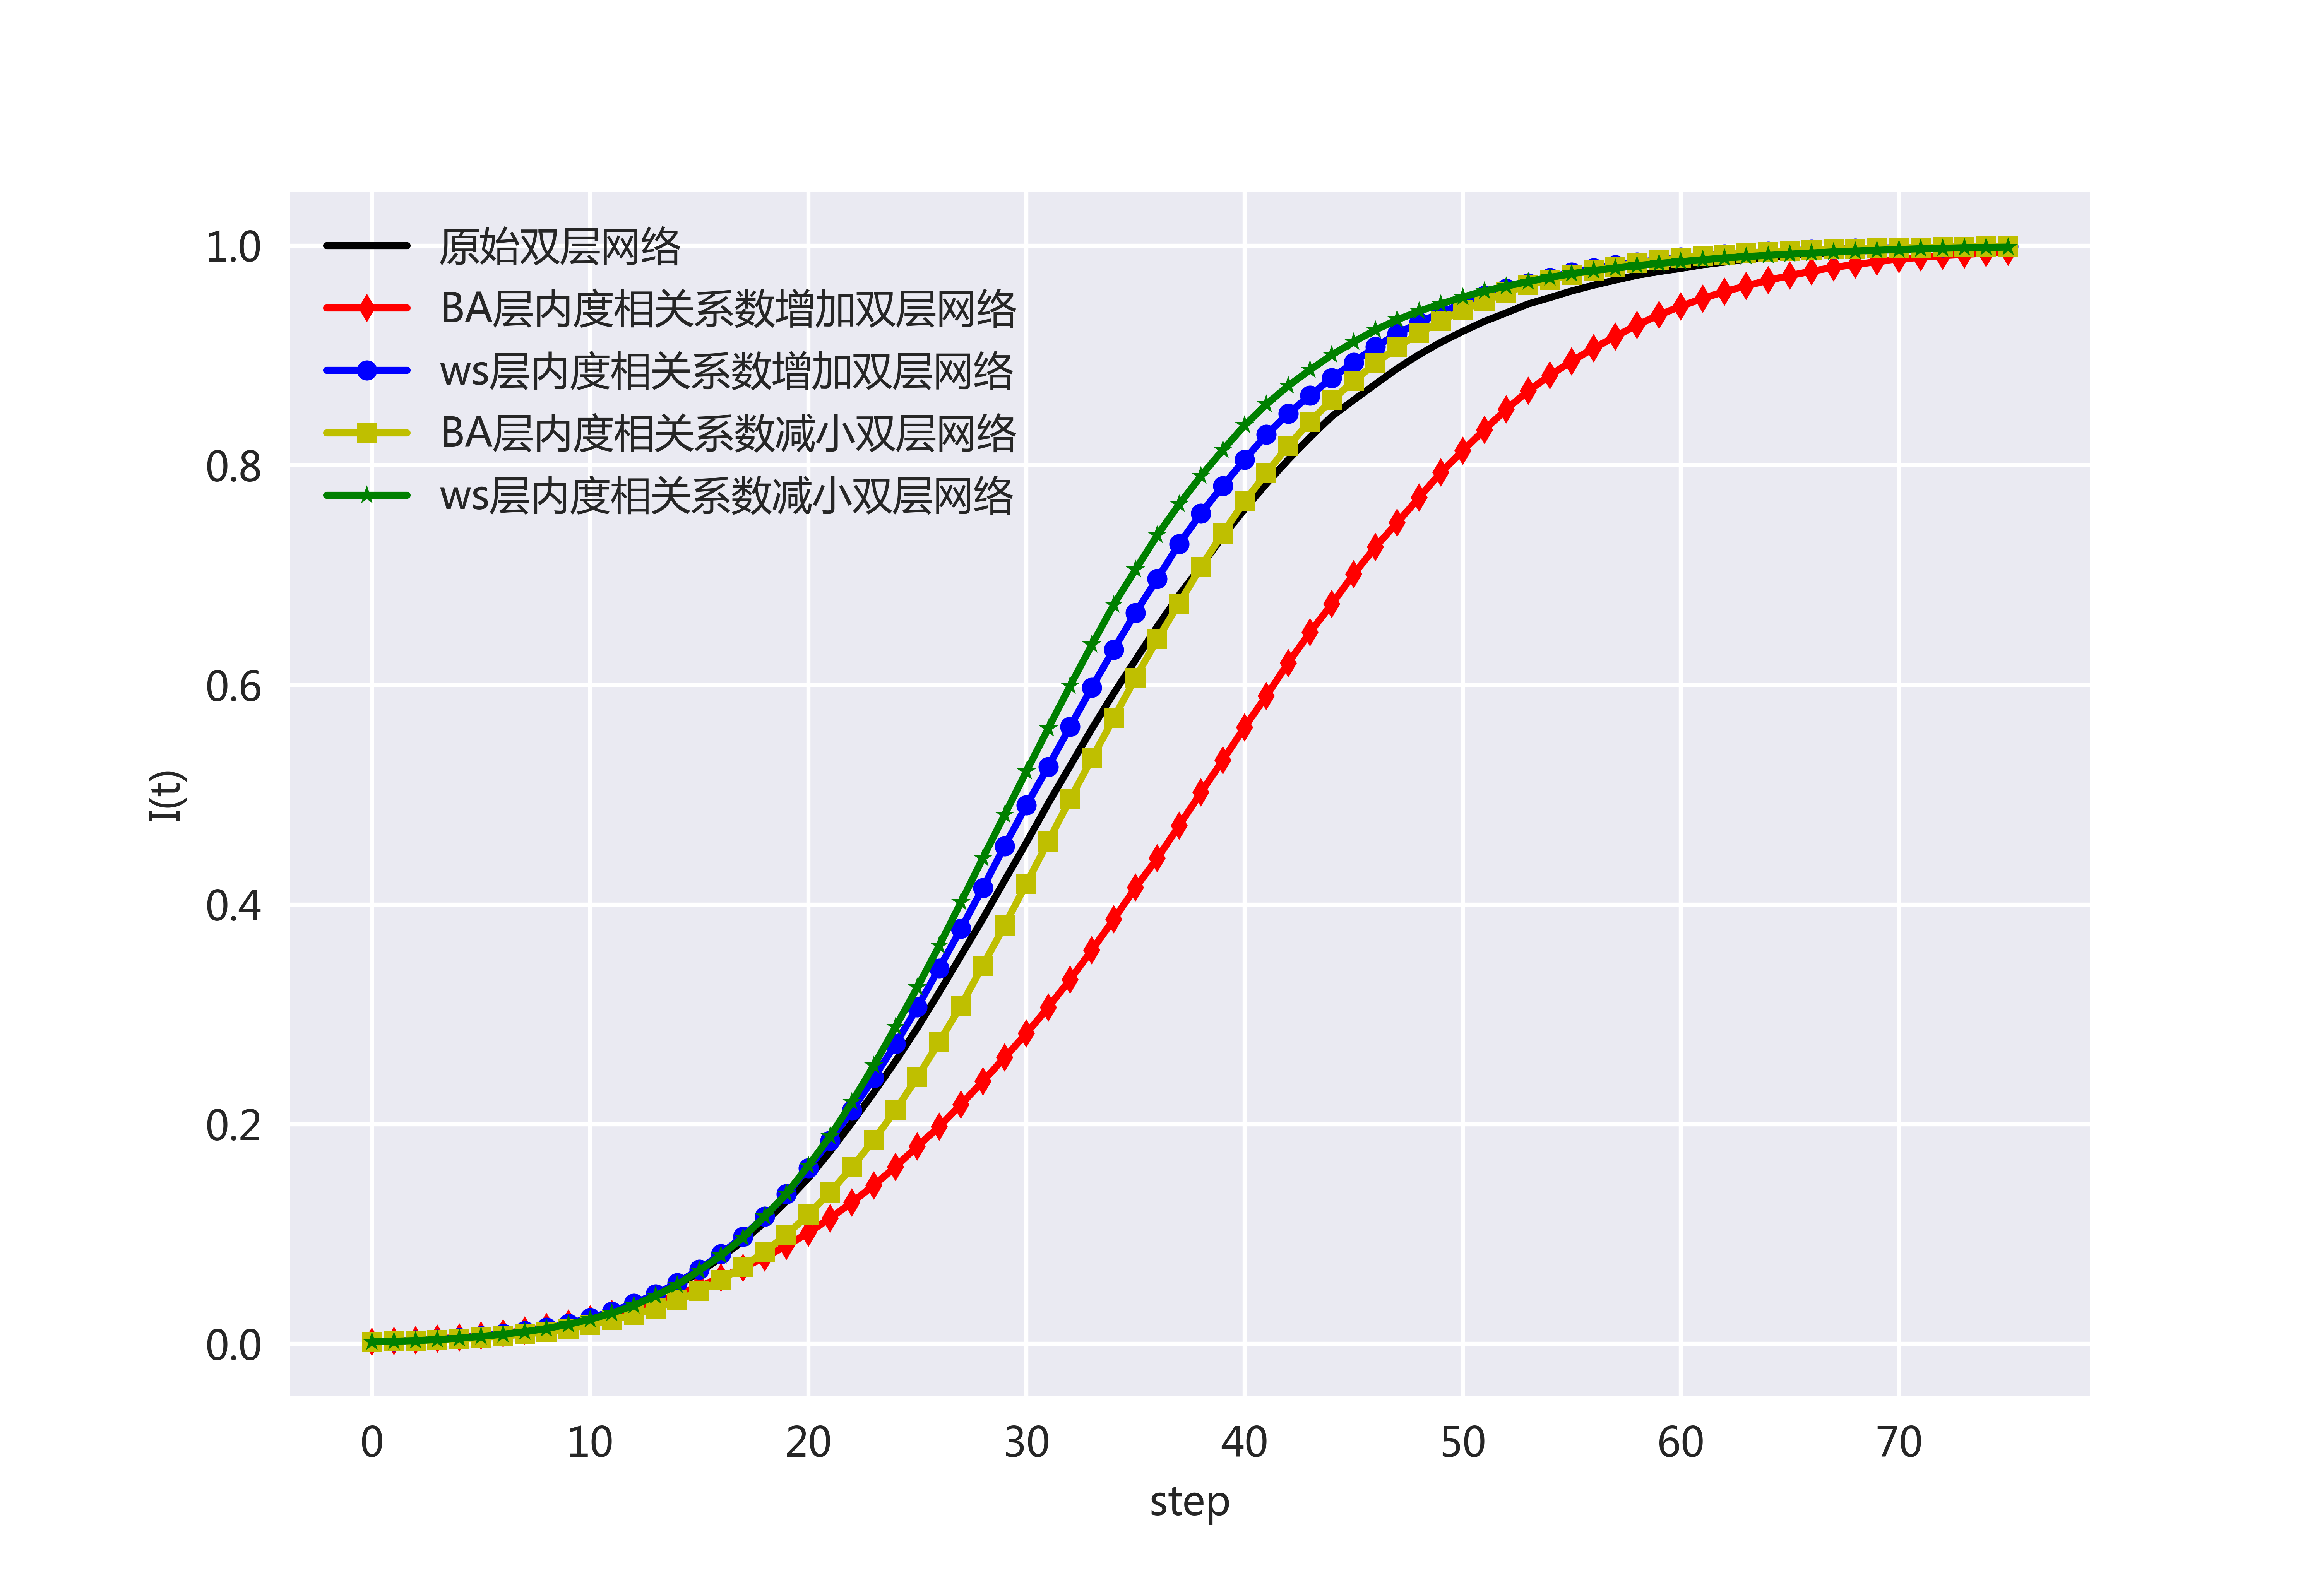 原始双层网络
BA层内度相关系数增加双层网络
ws层内度相关系数增加双层网络
BA层内度相关系数减小双层网络
ws层内度相关系数减小双层网络
1.0
0.8
0.6
0.4
0.2
0.0
I(t)
0 10 20 30 40 50 60 70
step